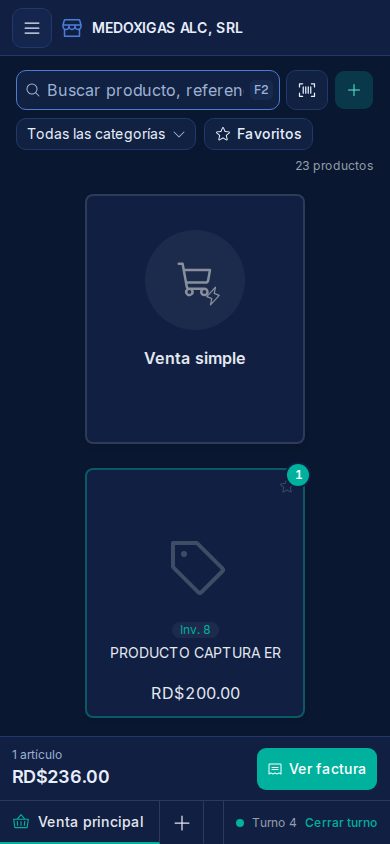 MEDOXIGAS ALC, SRL
Buscar producto, referen
F2
Todas las categorías
Favoritos
23 productos
Venta simple
1
Inv. 8
PRODUCTO CAPTURA ER
RD$200.00
1 artículo
RD$236.00
Ver factura
Venta principal
Turno 4
Cerrar turno